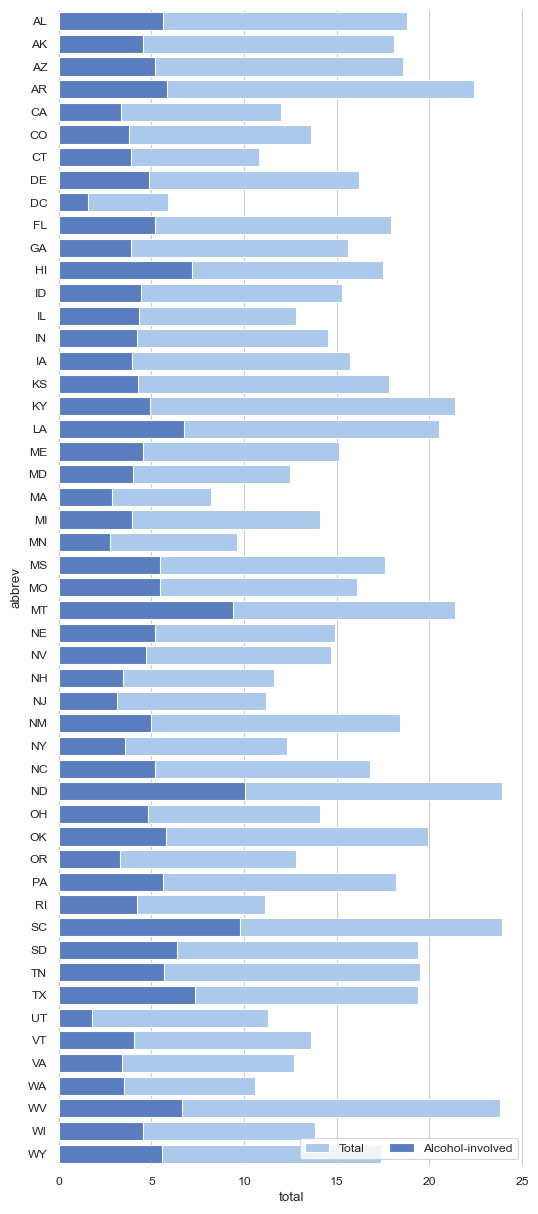 AL
AK
AZ
AR
CA
CO
CT
DE
DC
FL
GA
HI
ID
IL
IN
IA
KS
KY
LA
ME
MD
MA
MI
MN
MS
MO
MT
NE
NV
NH
NJ
NM
NY
NC
ND
OH
OK
OR
PA
RI
SC
SD
TN
TX
UT
VT
VA
WA
WV
WI
WY
abbrev
Total Alcohol-involved
0 5 10 15 20 25
total